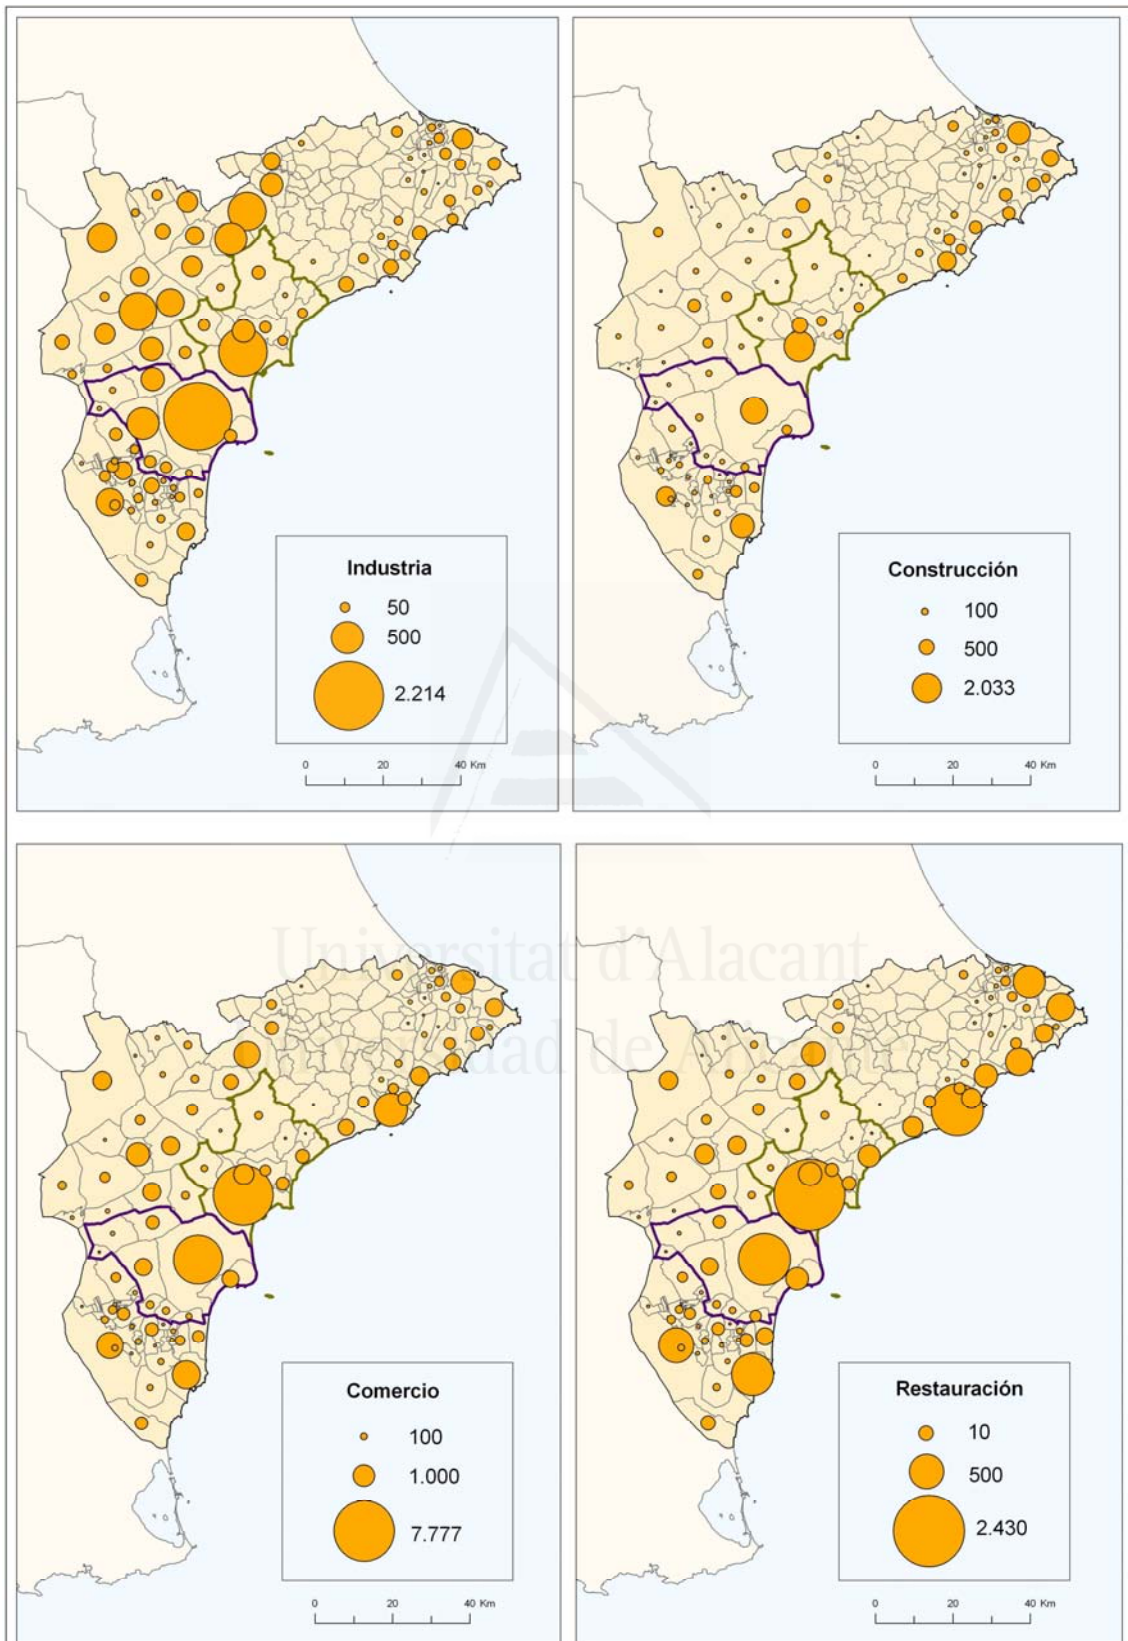 Industria
50
500
2.214
0 20 40 Km
Construcción
100
500
2.033
0 20 40 Km
Universitat d'Alacant
Universidad de Alicante
Comercio
100
1.000
7.777
0 20 40 Km
Restauración
10
500
2.430
0 20 40 Km